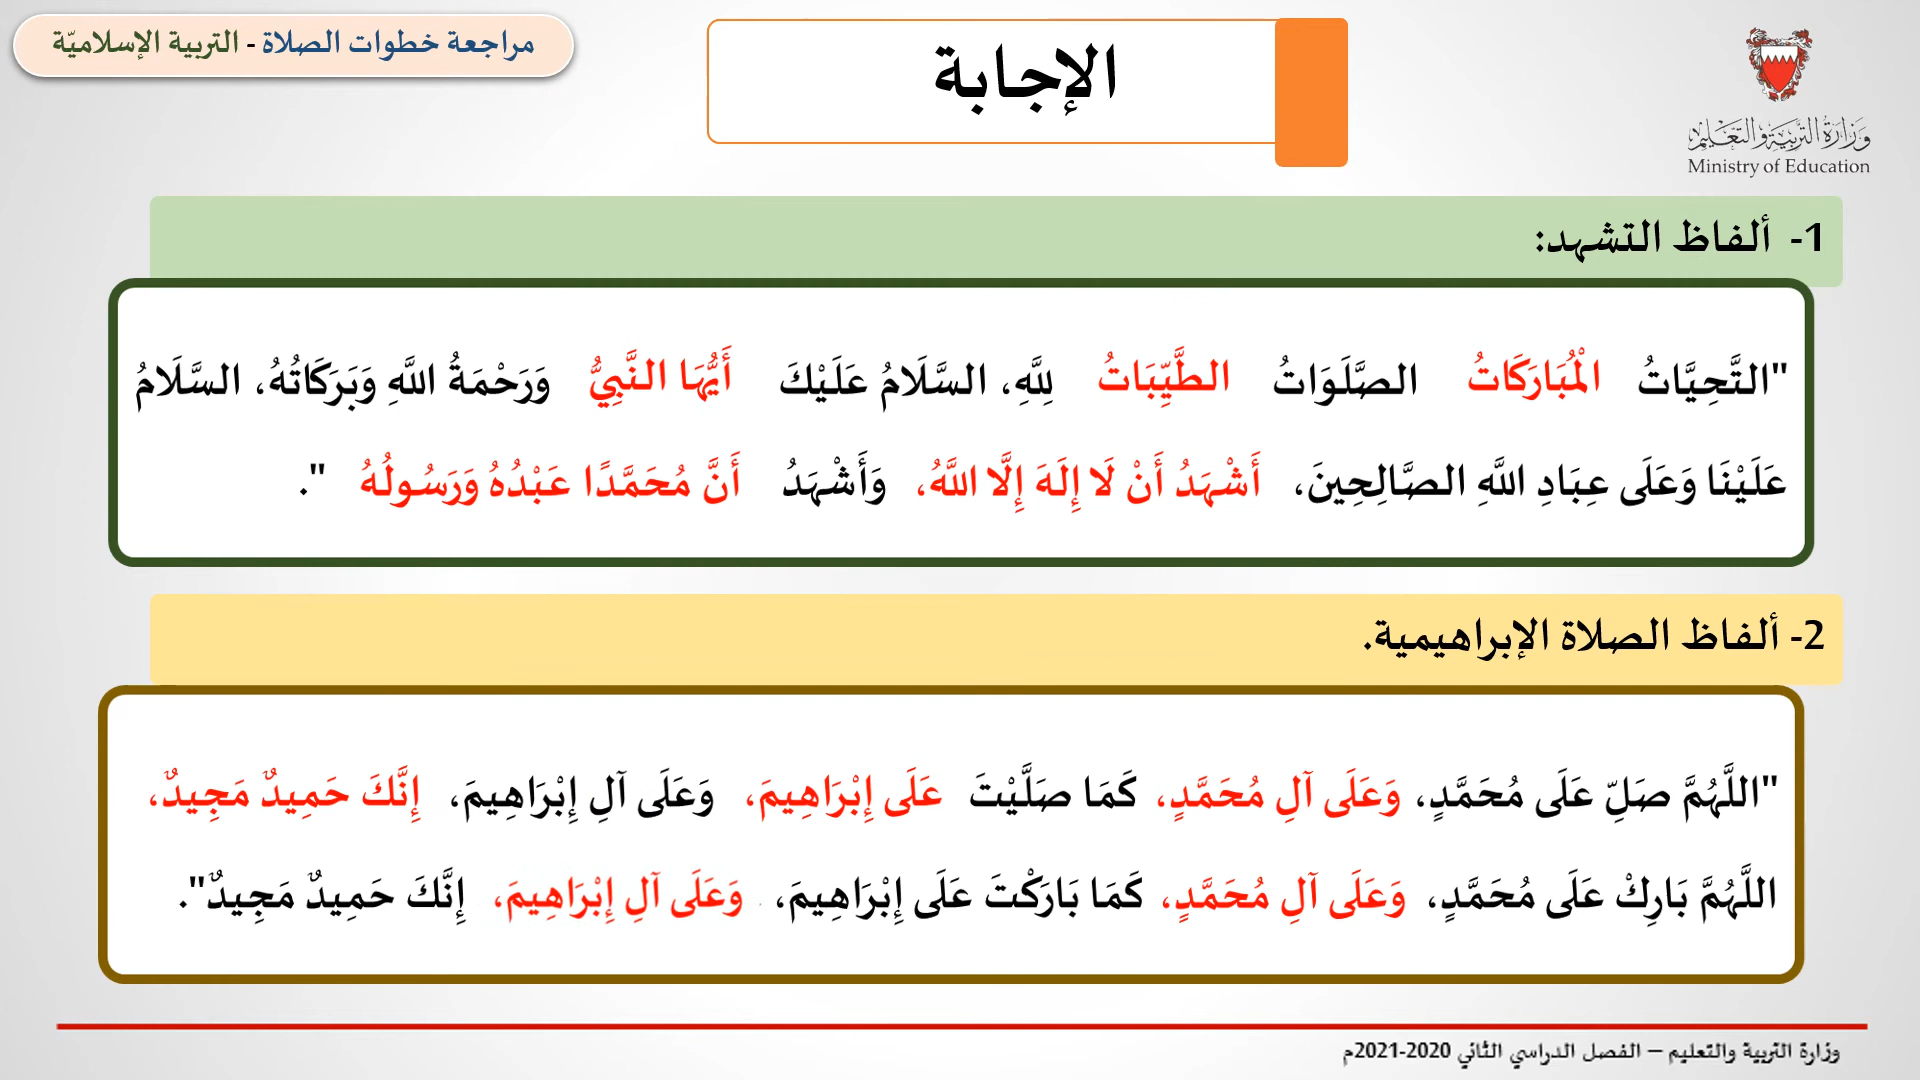 مراجعة خطوات الصلاة - التربية الإسلاميّة
الإجابة
وزارة التربية والتعليم
Ministry of Education
1- ألفاظ التشهد:
"التَّحِيَّاتُ الْمُبَارَكَاتُ الصَّلَوَاتُ الطَّيِّبَاتُ لِلَّهِ، السَّلَامُ عَلَيْكَ أَيُّهَا النَّبِيُّ وَرَحْمَةُ اللَّهِ وَبَرَكَاتُهُ، السَّلَامُ
عَلَيْنَا وَعَلَى عِبَادِ اللَّهِ الصَّالِحِينَ، أَشْهَدُ أَنْ لَا إِلَهَ إِلَّا اللَّهُ، وَأَشْهَدُ أَنَّ مُحَمَّدًا عَبْدُهُ وَرَسُولُهُ ".
2- ألفاظ الصلاة الإبراهيمية.
"اللَّهُمَّ صَلِّ عَلَى مُحَمَّدٍ، وَعَلَى آلِ مُحَمَّدٍ، كَمَا صَلَّيْتَ عَلَى إِبْرَاهِيمَ، وَعَلَى آلِ إِبْرَاهِيمَ، إِنَّكَ حَمِيدٌ مَجِيدٌ،
اللَّهُمَّ بَارِكْ عَلَى مُحَمَّدٍ، وَعَلَى آلِ مُحَمَّدٍ، كَمَا بَارَكْتَ عَلَى إِبْرَاهِيمَ، وَعَلَى آلِ إِبْرَاهِيمَ، إِنَّكَ حَمِيدٌ مَجِيدٌ".
وزارة التربية والتعليم – الفصل الدراسي الثاني 2020-2021م